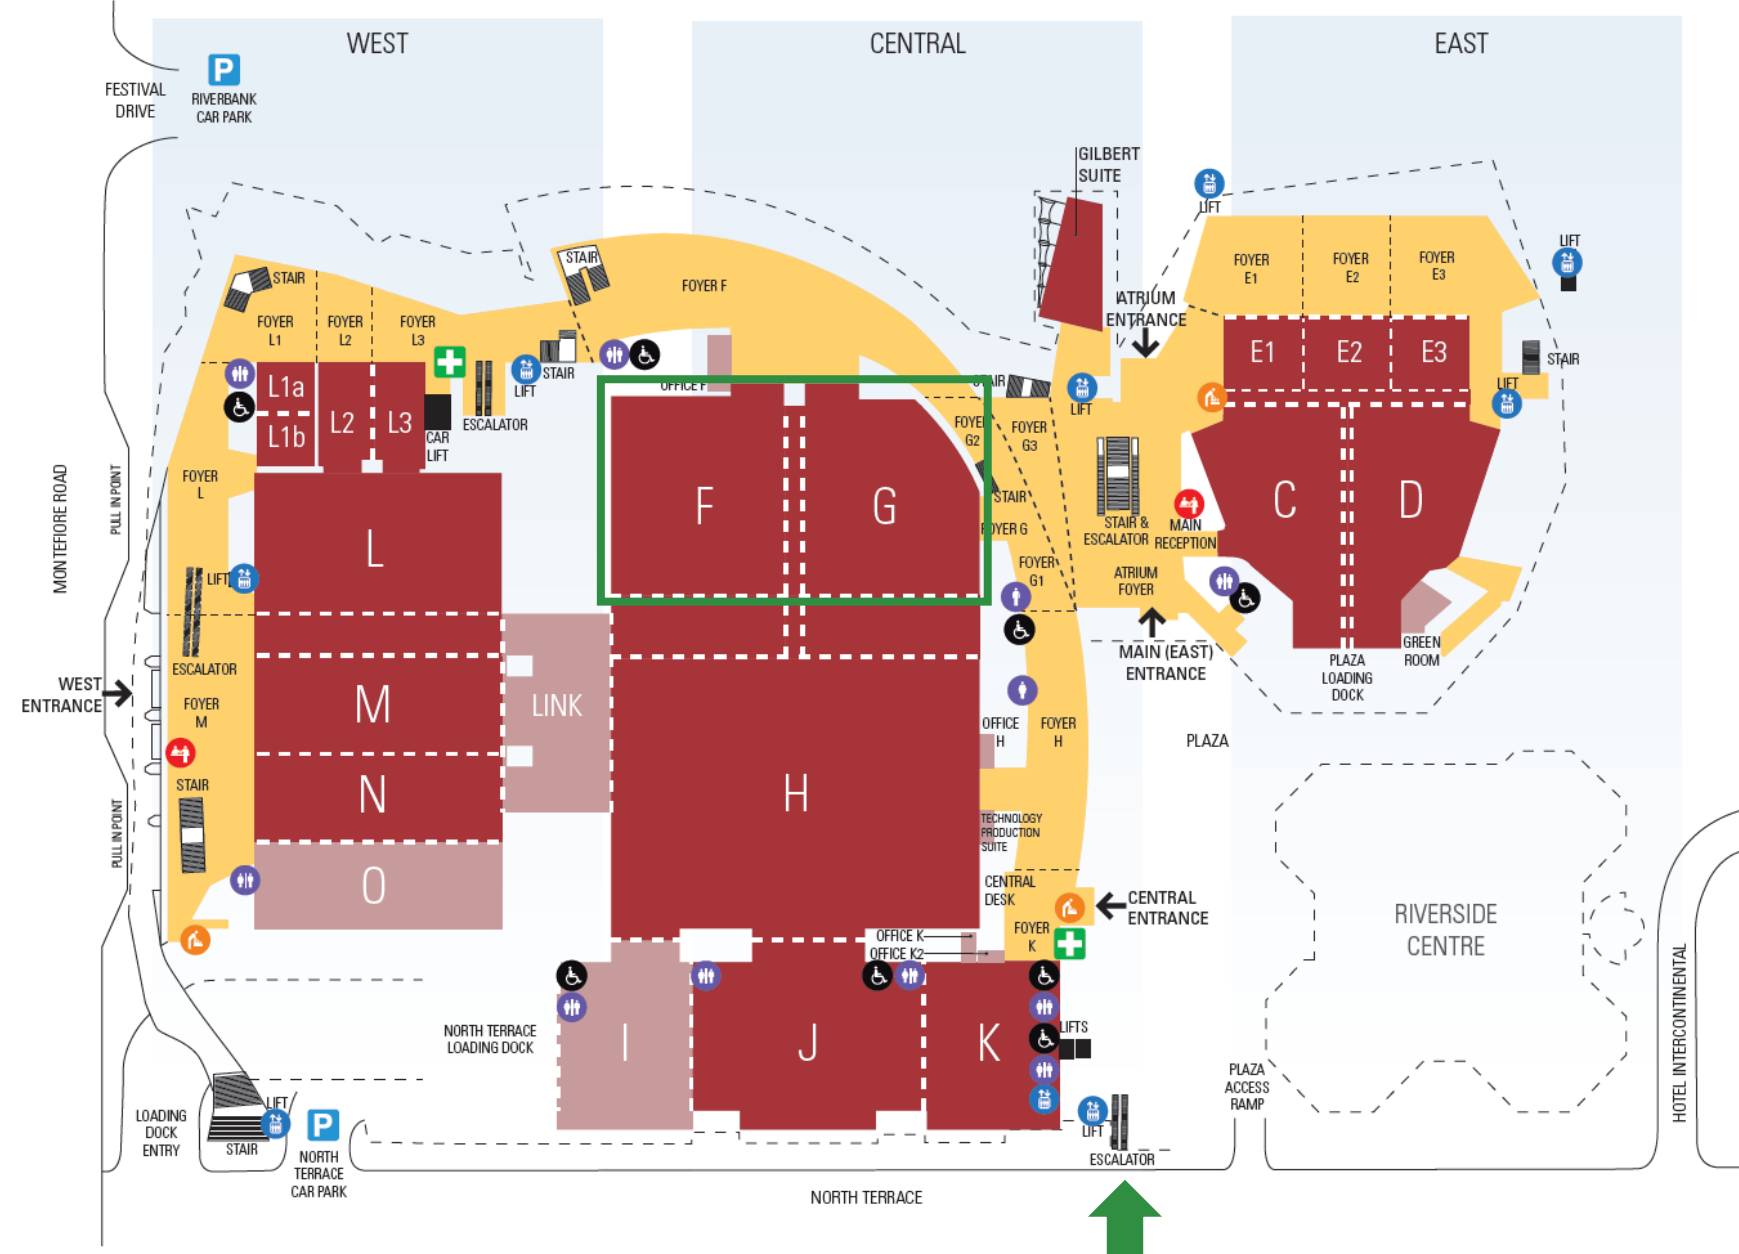 WEST
CENTRAL
EAST
P
FESTIVAL
DRIVE
RIVERBANK
CAR PARK
GILBERT
SUITE
LIFT
LIFT
STAIR
STAIR
FOYER F
FOYER
E1
FOYER
E2
FOYER
E3
ATRIUM
ENTRANCE
FOYER
L1
FOYER
L2
FOYER
L3
E1
E2
E3
STAIR
STAIR
LIFT
OFFICE F
STAIR
LIFT
LIFT
L1a
L1b
L2
L3
ESCALATOR
CAR
LIFT
FOYER
G2
FOYER
G3
FOYER
L
MONTEFIORE ROAD
PULL IN POINT
F
G
STAIR
C
D
STAIR &
ESCALATOR
MAIN
RECEPTION
FOYER G
L
LIFT
FOYER
G1
ATRIUM
FOYER
ESCALATOR
MAIN (EAST)
ENTRANCE
GREEN
ROOM
PLAZA
LOADING
DOCK
WEST
ENTRANCE
FOYER
M
M
LINK
OFFICE
H
FOYER
H
PLAZA
STAIR
N
H
PULL IN POINT
TECHNOLOGY
PRODUCTION
SUITE
O
CENTRAL
DESK
CENTRAL
ENTRANCE
RIVERSIDE
CENTRE
OFFICE K
OFFICE K2
FOYER
K
NORTH TERRACE
LOADING DOCK
I
J
K
LIFTS
HOTEL INTERCONTINENTAL
PLAZA
ACCESS
RAMP
LOADING
DOCK
ENTRY
LIFT
STAIR
P
NORTH
TERRACE
CAR PARK
LIFT
ESCALATOR
NORTH TERRACE